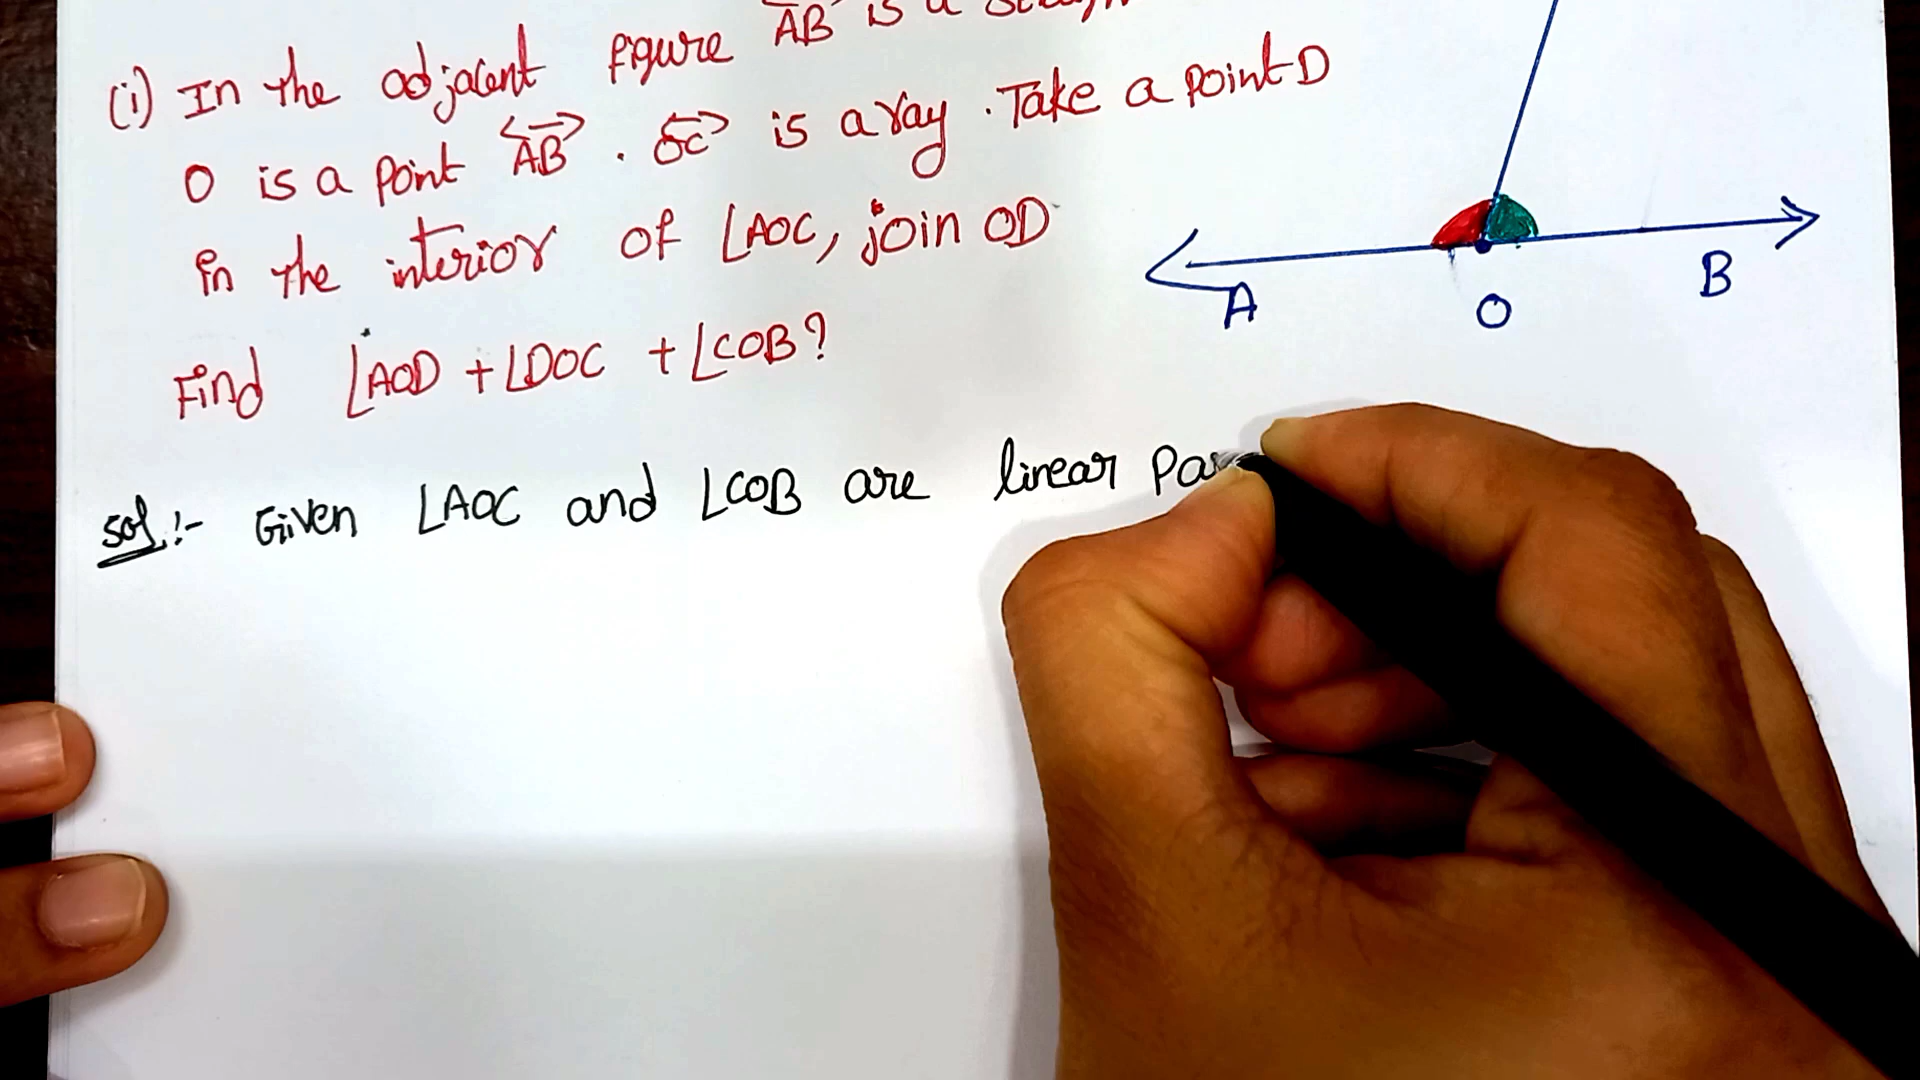 (i) In the adjacent figure AB is a
O is a point AB. OC is a ray. Take a point D
in the interior of ∠AOC, join OD
Find ∠AOD + ∠DOC + ∠COB?
A O B
Sol:- Given ∠AOC and ∠COB are linear